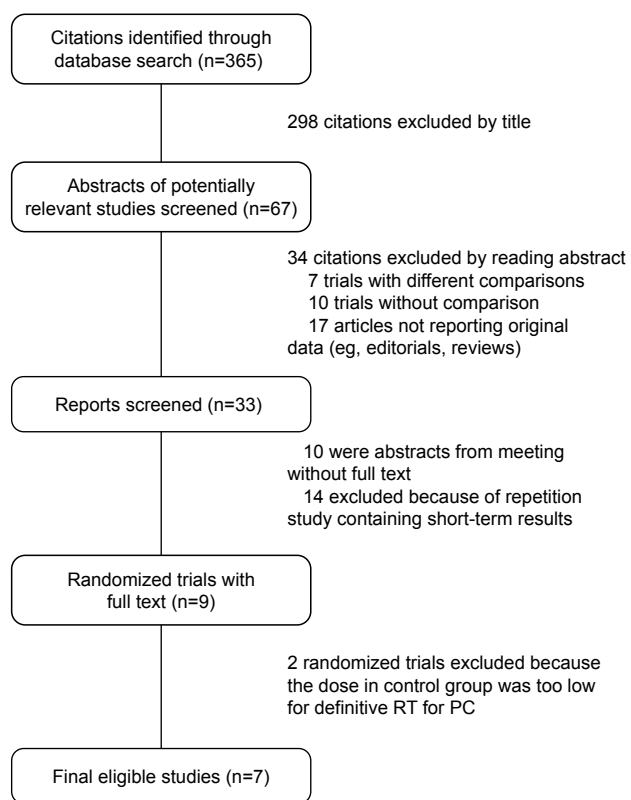 Citations identified through
database search (n=365)
298 citations excluded by title
Abstracts of potentially
relevant studies screened (n=67)
34 citations excluded by reading abstract
7 trials with different comparisons
10 trials without comparison
17 articles not reporting original
data (eg, editorials, reviews)
Reports screened (n=33)
10 were abstracts from meeting
without full text
14 excluded because of repetition
study containing short-term results
Randomized trials with
full text (n=9)
2 randomized trials excluded because
the dose in control group was too low
for definitive RT for PC
Final eligible studies (n=7)